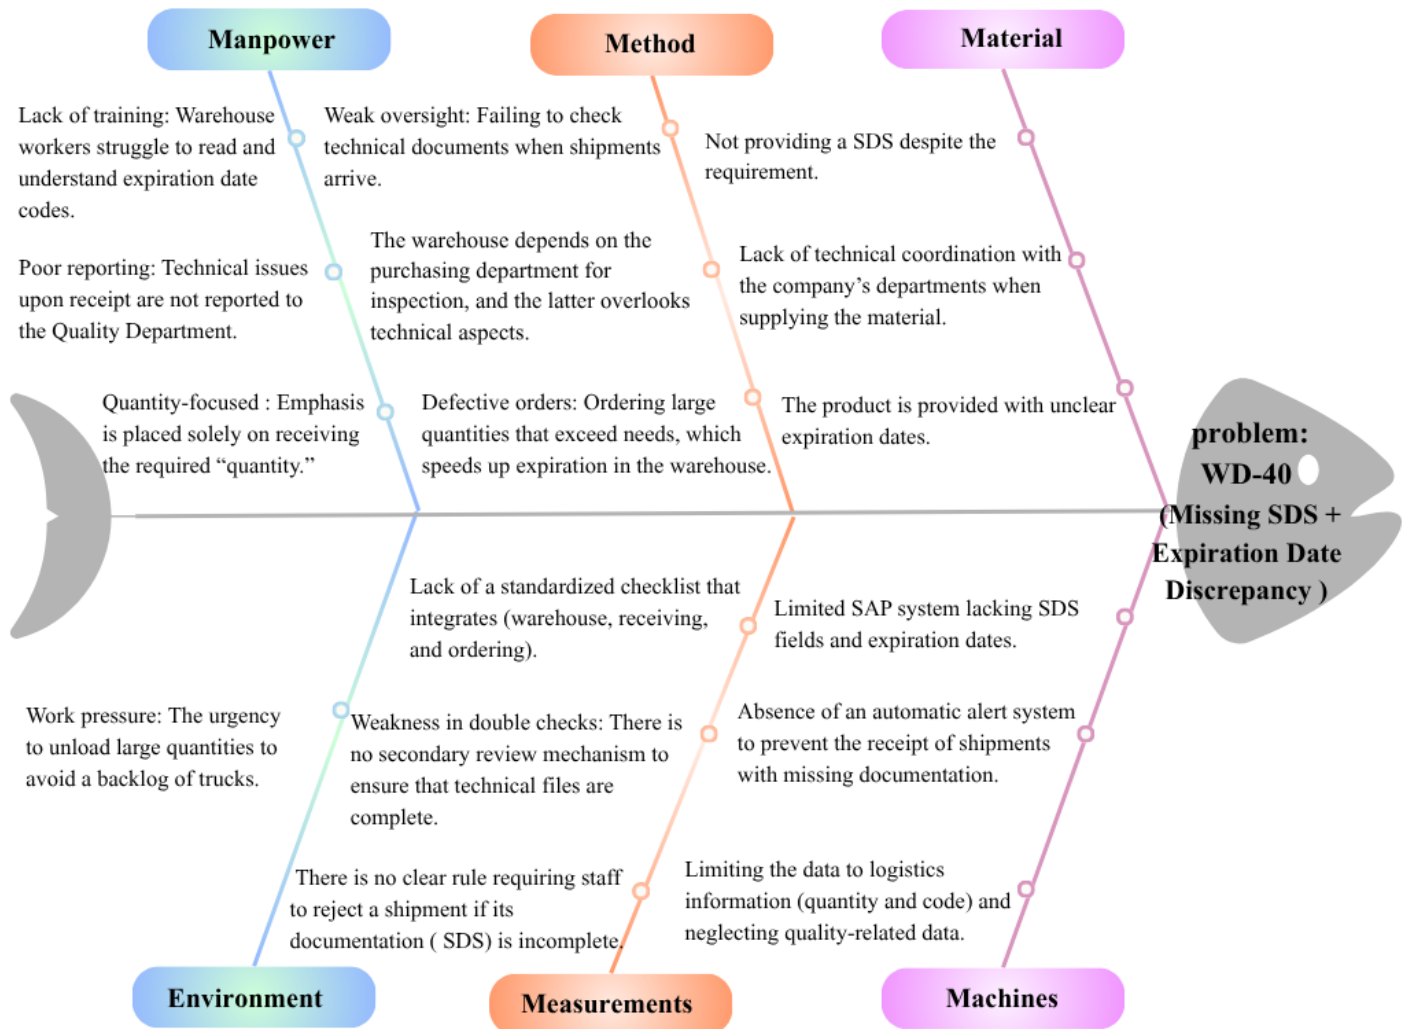 Manpower
Method
Material
Lack of training: Warehouse
workers struggle to read and
understand expiration date
codes.
Poor reporting: Technical issues
upon receipt are not reported to
the Quality Department.
Quantity-focused : Emphasis
is placed solely on receiving
the required “quantity.”
Weak oversight: Failing to check
technical documents when shipments
arrive.
The warehouse depends on the
purchasing department for
inspection, and the latter overlooks
technical aspects.
Defective orders: Ordering large
quantities that exceed needs, which
speeds up expiration in the warehouse.
Not providing a SDS despite the
requirement.
Lack of technical coordination with
the company’s departments when
supplying the material.
The product is provided with unclear
expiration dates.
problem:
WD-40
(Missing SDS +
Expiration Date
Discrepancy )
Work pressure: The urgency
to unload large quantities to
avoid a backlog of trucks.
Lack of a standardized checklist that
integrates (warehouse, receiving,
and ordering).
Weakness in double checks: There is
no secondary review mechanism to
ensure that technical files are
complete.
There is no clear rule requiring staff
to reject a shipment if its
documentation ( SDS) is incomplete.
Limited SAP system lacking SDS
fields and expiration dates.
Absence of an automatic alert system
to prevent the receipt of shipments
with missing documentation.
Limiting the data to logistics
information (quantity and code) and
neglecting quality-related data.
Environment
Measurements
Machines